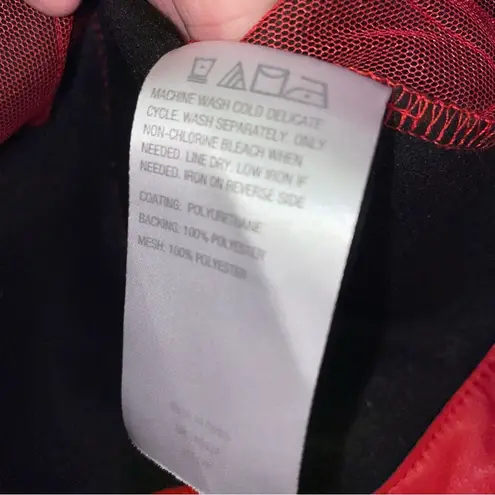 MACHINE WASH COLD DELICATE
CYCLE. WASH SEPARATELY. ONLY
NON-CHLORINE BLEACH WHEN
NEEDED. LINE DRY. LOW IRON IF
NEEDED. IRON ON REVERSE SIDE
COATING: POLYURETHANE
BACKING: 100% POLYESTER
MESH: 100% POLYESTER